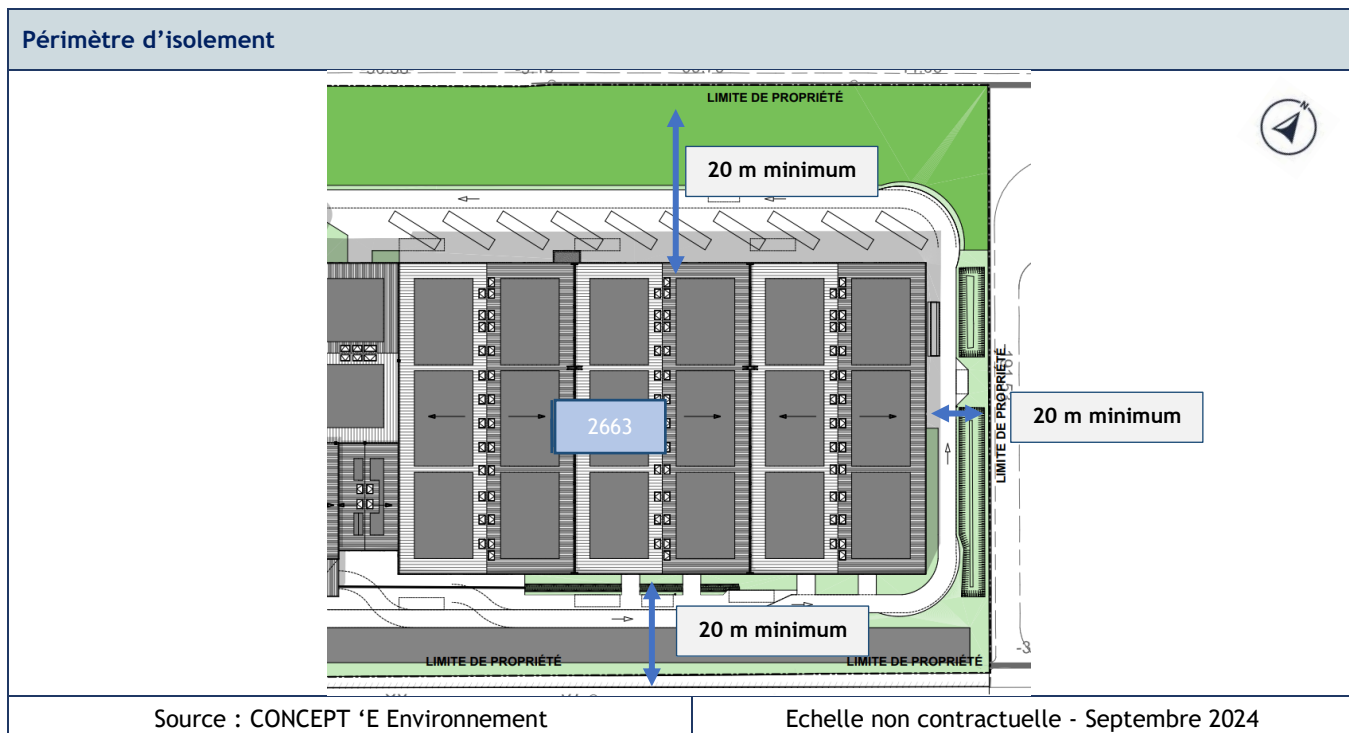 Périmètre d’isolement
LIMITE DE PROPRIÉTÉ
N
20 m minimum
2663
LIMITE DE PROPRIÉTÉ
20 m minimum
20 m minimum
LIMITE DE PROPRIÉTÉ
LIMITE DE PROPRIÉTÉ
Source : CONCEPT ‘E Environnement
Echelle non contractuelle - Septembre 2024